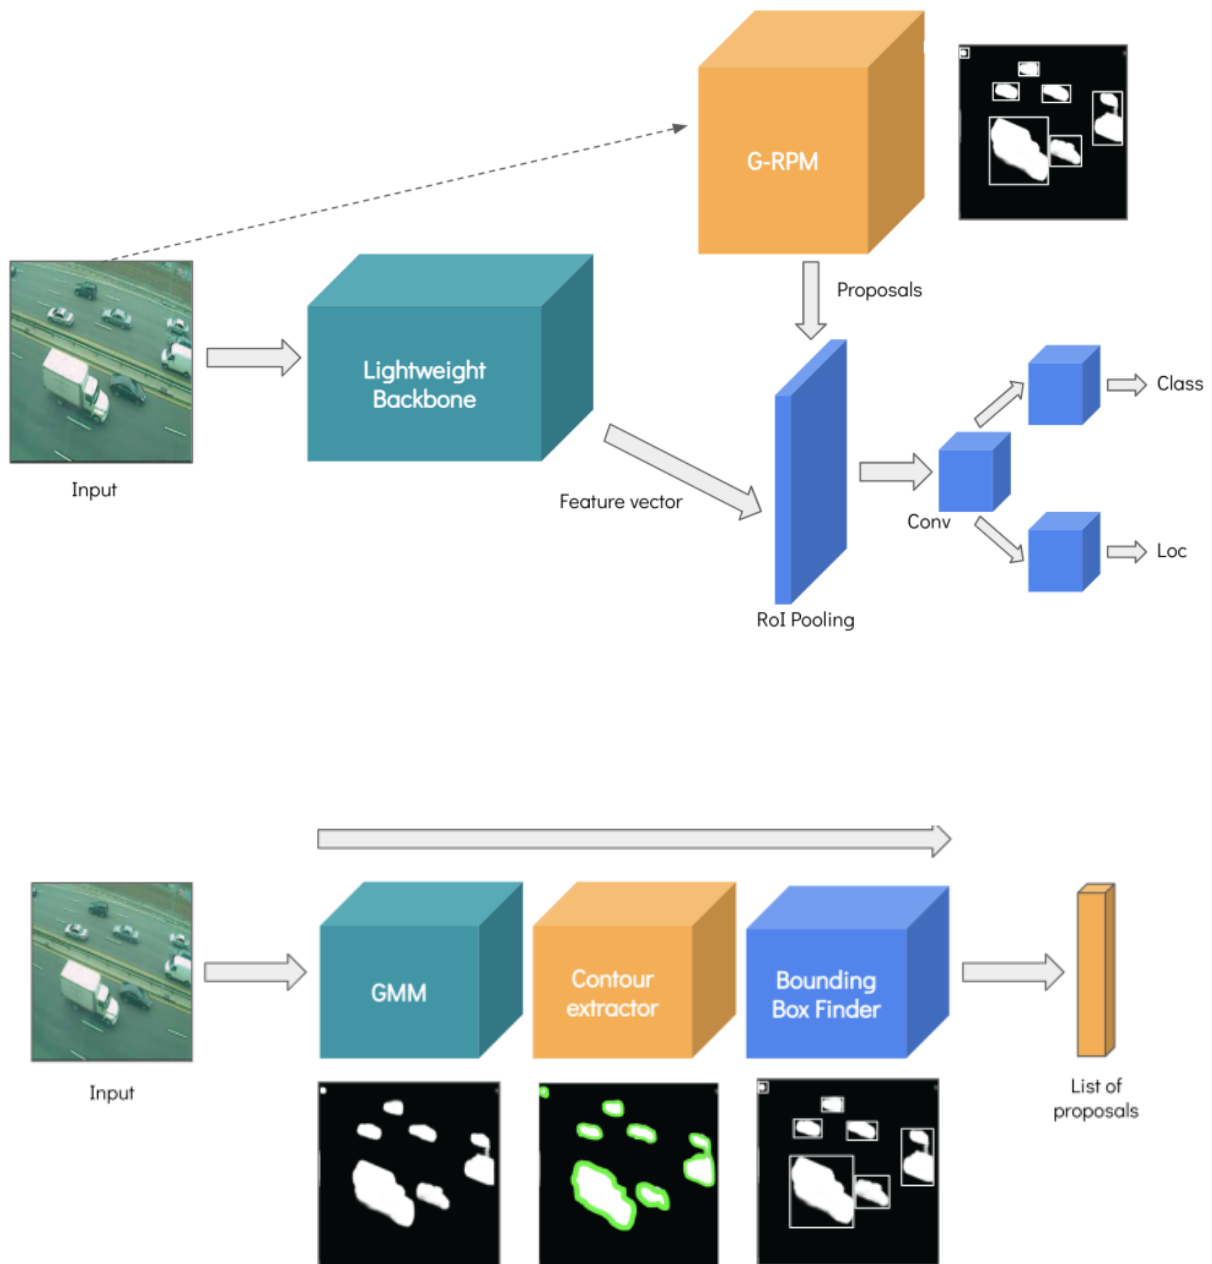 G-RPM
Proposals
Lightweight
Backbone
Class
Input
Feature vector
Conv
Loc
RoI Pooling
GMM
Contour
extractor
Bounding
Box Finder
Input
List of
proposals